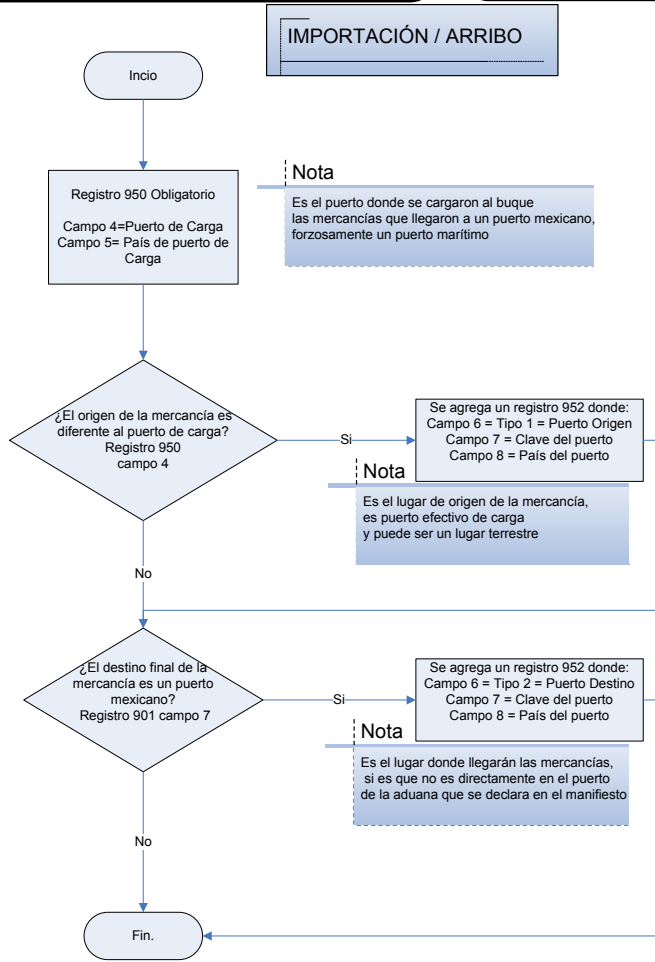 IMPORTACIÓN / ARRIBO
Incio
Registro 950 Obligatorio
Campo 4=Puerto de Carga
Campo 5= País de puerto de
Carga
Nota
Es el puerto donde se cargaron al buque
las mercancías que llegaron a un puerto mexicano,
forzosamente un puerto marítimo
¿El origen de la mercancía es
diferente al puerto de carga?
Registro 950
campo 4
Si
Se agrega un registro 952 donde:
Campo 6 = Tipo 1 = Puerto Origen
Campo 7 = Clave del puerto
Campo 8 = País del puerto
Nota
Es el lugar de origen de la mercancía,
es puerto efectivo de carga
y puede ser un lugar terrestre
No
¿El destino final de la
mercancía es un puerto
mexicano?
Registro 901 campo 7
Si
Se agrega un registro 952 donde:
Campo 6 = Tipo 2 = Puerto Destino
Campo 7 = Clave del puerto
Campo 8 = País del puerto
Nota
Es el lugar donde llegarán las mercancías,
si es que no es directamente en el puerto
de la aduana que se declara en el manifiesto
No
Fin.